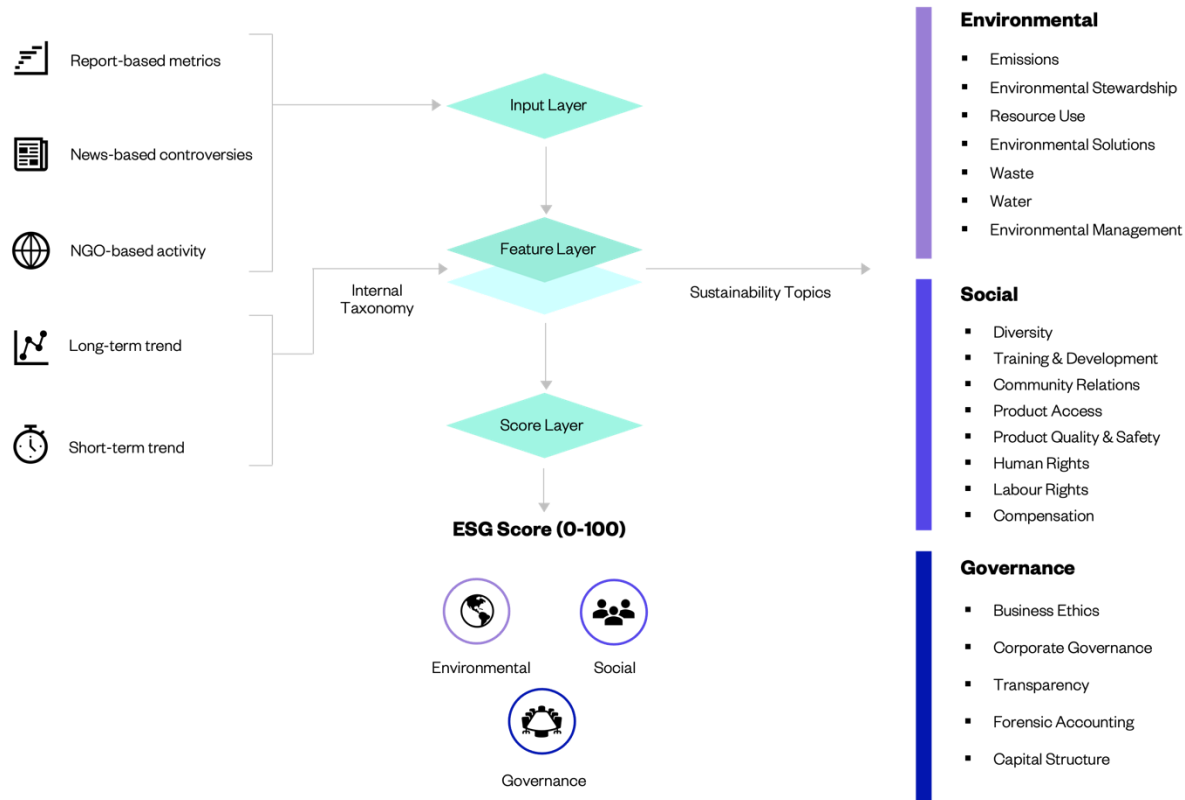 Report-based metrics
News-based controversies
NGO-based activity
Long-term trend
Short-term trend
Input Layer
Feature Layer
Internal
Taxonomy
Sustainability Topics
Score Layer
ESG Score (0-100)
Environmental
Social
Governance
Environmental
Emissions
Environmental Stewardship
Resource Use
Environmental Solutions
Waste
Water
Environmental Management
Social
Diversity
Training & Development
Community Relations
Product Access
Product Quality & Safety
Human Rights
Labour Rights
Compensation
Governance
Business Ethics
Corporate Governance
Transparency
Forensic Accounting
Capital Structure